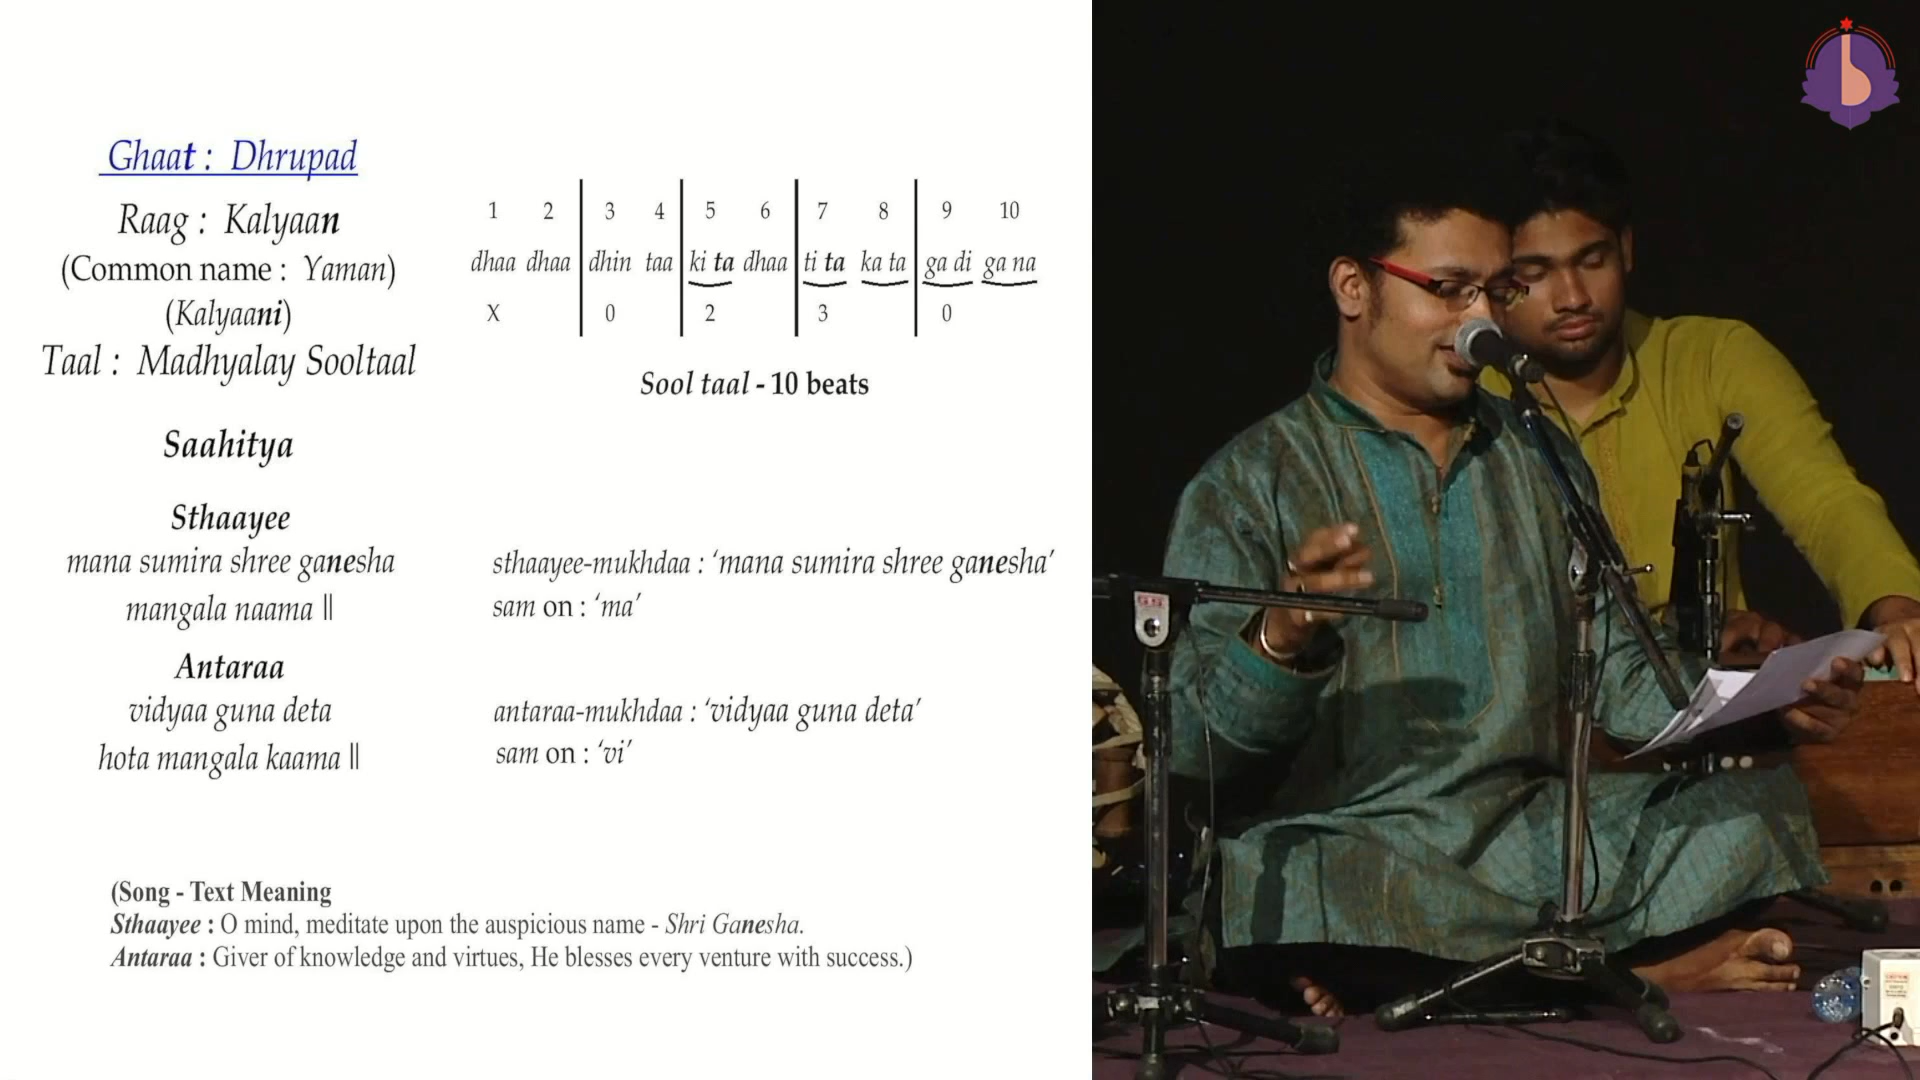 Ghaat : Dhrupad
Raag : Kalyaan
(Common name : Yaman)
(Kalyaani)
Taal : Madhyalay Sooltaal
1 2 3 4 5 6 7 8 9 10
dhaa dhaa dhin taa ki ta dhaa ti ta ka ta ga di ga na
X 0 2 3 0
Sool taal - 10 beats
Saahitya
Sthaayee
mana sumira shree ganesha
mangala naama ||
sthaayee-mukhdaa : ‘mana sumira shree ganesha’
sam on : ‘ma’
Antaraa
vidyaa guna deta
hota mangala kaama ||
antaraa-mukhdaa : ‘vidyaa guna deta’
sam on : ‘vi’
(Song - Text Meaning
Sthaayee : O mind, meditate upon the auspicious name - Shri Ganesha.
Antaraa : Giver of knowledge and virtues, He blesses every venture with success.)